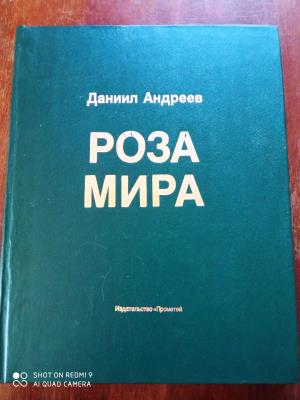 Даниил Андреев
РОЗА
МИРА
Издательство «Прометей
SHOT ON REDMI 9
AI QUAD CAMERA